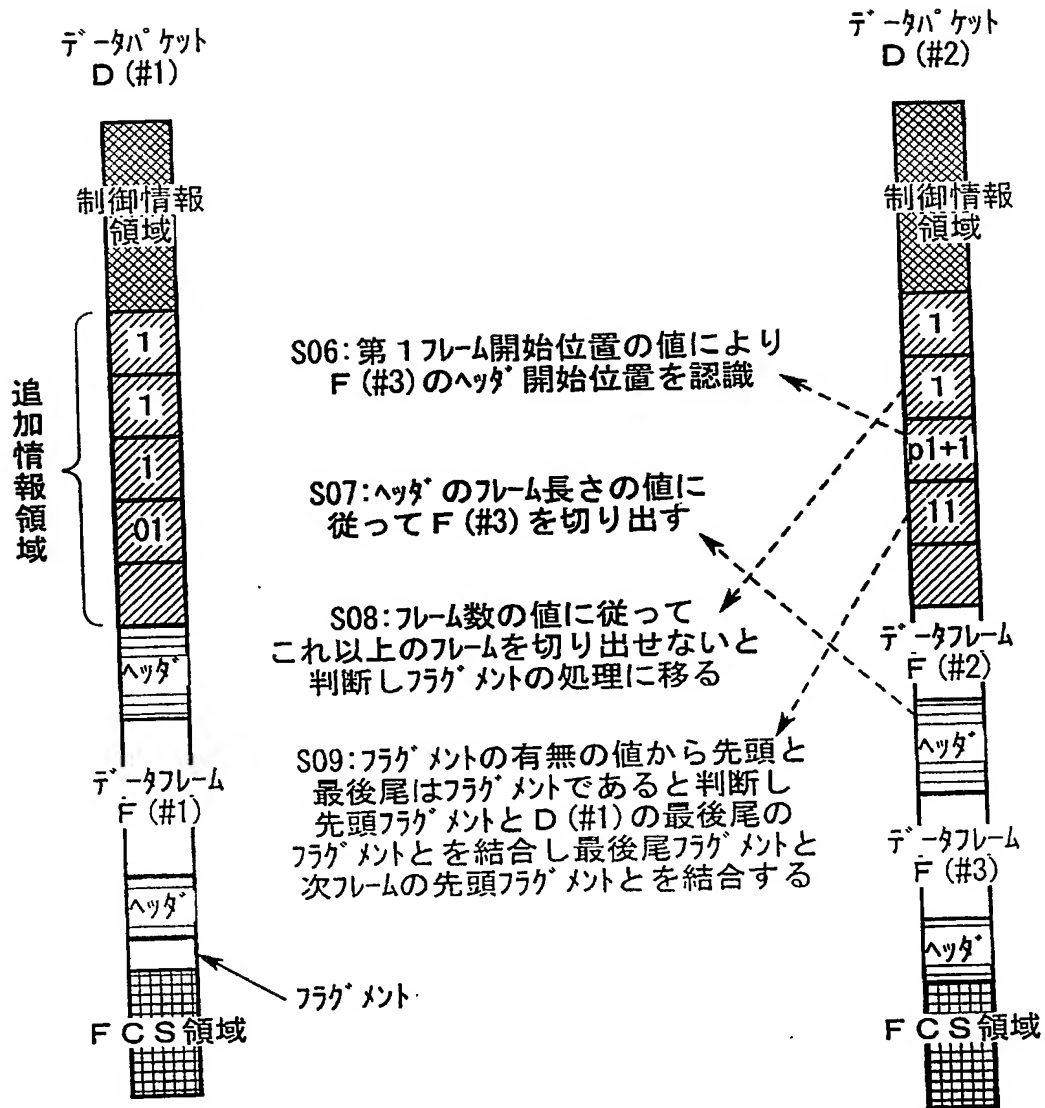 データパケット
D (#1)
制御情報
領域
追加情報領域
1
1
1
01
ヘッダ
データフレーム
F (#1)
ヘッダ
フラグメント
FCS領域
S06:第1フレーム開始位置の値により
F (#3) のヘッダ開始位置を認識
S07:ヘッダのフレーム長さの値に
従ってF (#3) を切り出す
S08:フレーム数の値に従って
これ以上のフレームを切り出せないと
判断しフラグメントの処理に移る
S09:フラグメントの有無の値から先頭と
最後尾はフラグメントであると判断し
先頭フラグメントとD (#1) の最後尾の
フラグメントとを結合し最後尾フラグメントと
次フレームの先頭フラグメントとを結合する
データパケット
D (#2)
制御情報
領域
1
1
p1+1
11
データフレーム
F (#2)
ヘッダ
データフレーム
F (#3)
ヘッダ
FCS領域